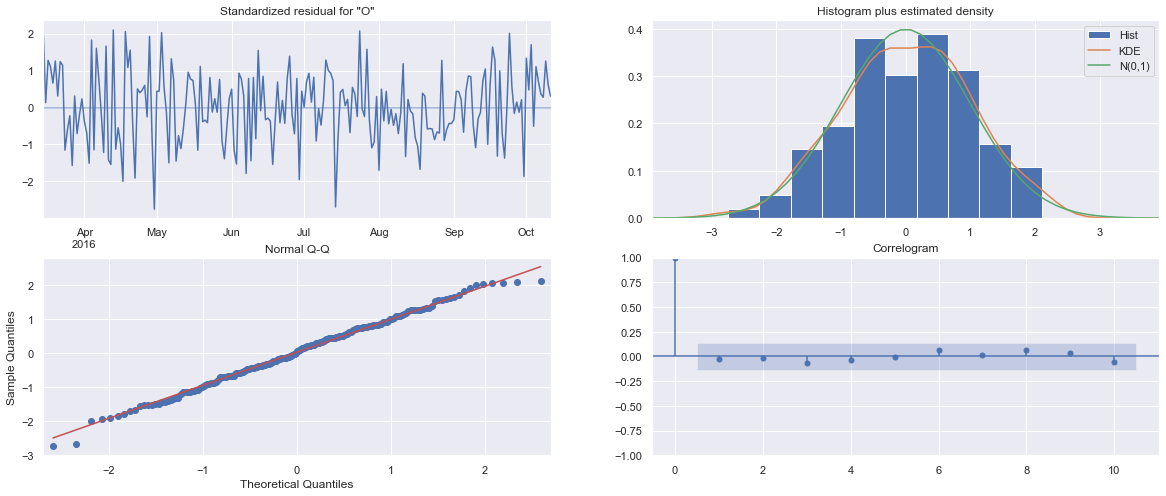 Standardized residual for "O"
2
1
0
−1
−2
Apr
2016
May
Jun
Jul
Aug
Sep
Oct
Histogram plus estimated density
0.4
0.3
0.2
0.1
0.0
Hist
KDE
N(0,1)
−3
−2
−1
0
1
2
3
Normal Q-Q
Sample Quantiles
2
1
0
−1
−2
−3
−2
−1
0
1
2
Theoretical Quantiles
Correlogram
1.00
0.75
0.50
0.25
0.00
−0.25
−0.50
−0.75
−1.00
0
2
4
6
8
10